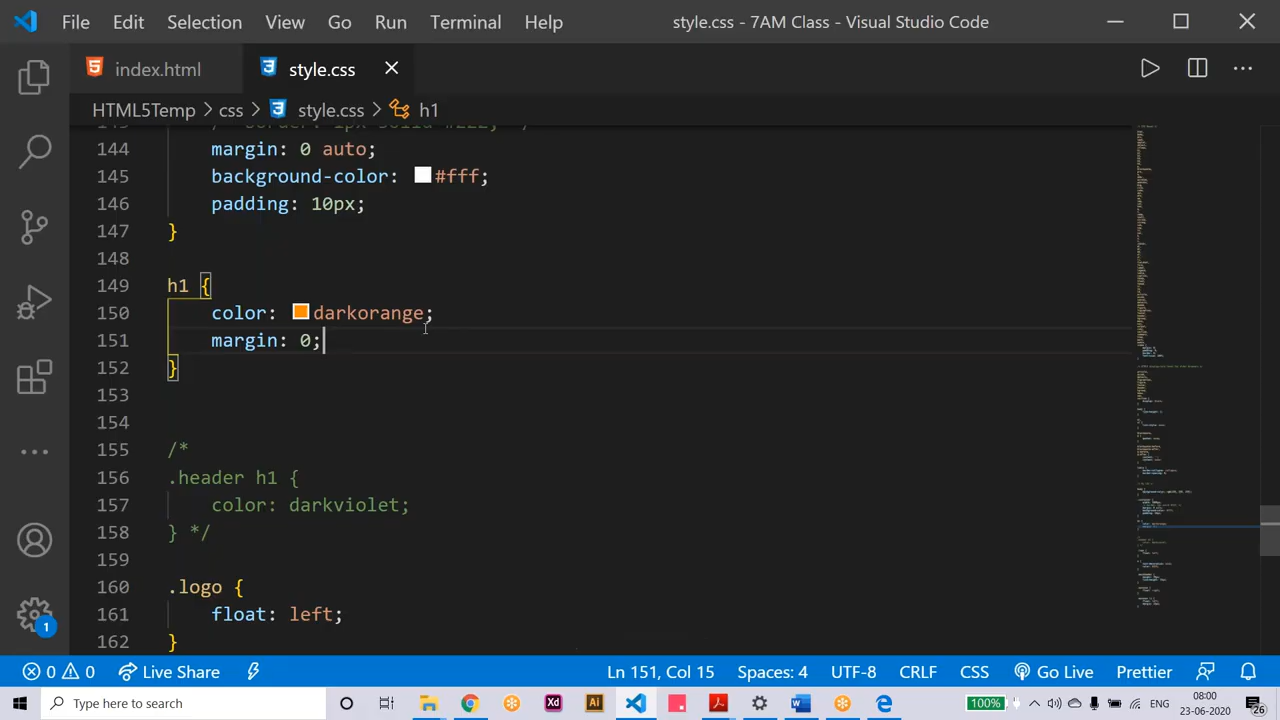 File Edit Selection View Go Run Terminal Help style.css - 7AM Class - Visual Studio Code
index.html style.css
HTML5Temp > css > style.css > h1
144 margin: 0 auto;
145 background-color: #fff;
146 padding: 10px;
147 }
148
149 h1 {
150 color: darkorange;
151 margin: 0;
152 }
153
154
155 /*
156 .header h1 {
157 color: darkviolet;
158 } */
159
160 .logo {
161 float: left;
162 }
1
0 0 Live Share Ln 151, Col 15 Spaces: 4 UTF-8 CRLF CSS Go Live Prettier
Type here to search 100% ENG 08:00
23-06-2020 26